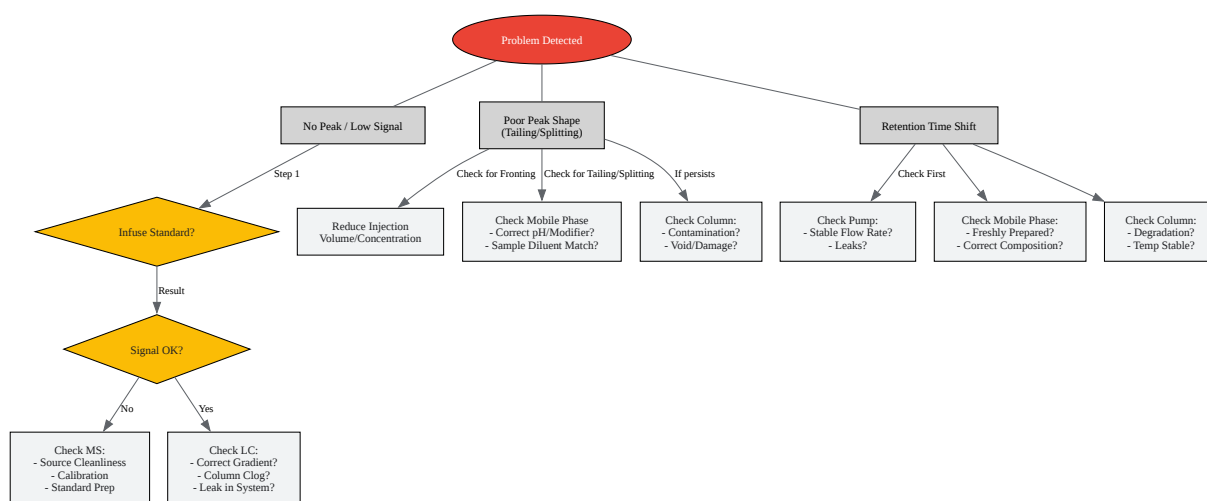 Problem Detected
No Peak / Low Signal
Poor Peak Shape
(Tailing/Splitting)
Retention Time Shift
Step 1
Check for Fronting
Check for Tailing/Splitting
If persists
Check First
Infuse Standard?
Reduce Injection
Volume/Concentration
Check Mobile Phase
- Correct pH/Modifier?
- Sample Diluent Match?
Check Column:
- Contamination?
- Void/Damage?
Check Pump:
- Stable Flow Rate?
- Leaks?
Check Mobile Phase:
- Freshly Prepared?
- Correct Composition?
Check Column:
- Degradation?
- Temp Stable?
Result
Signal OK?
No
Yes
Check MS:
- Source Cleanliness
- Calibration
- Standard Prep
Check LC:
- Correct Gradient?
- Column Clog?
- Leak in System?